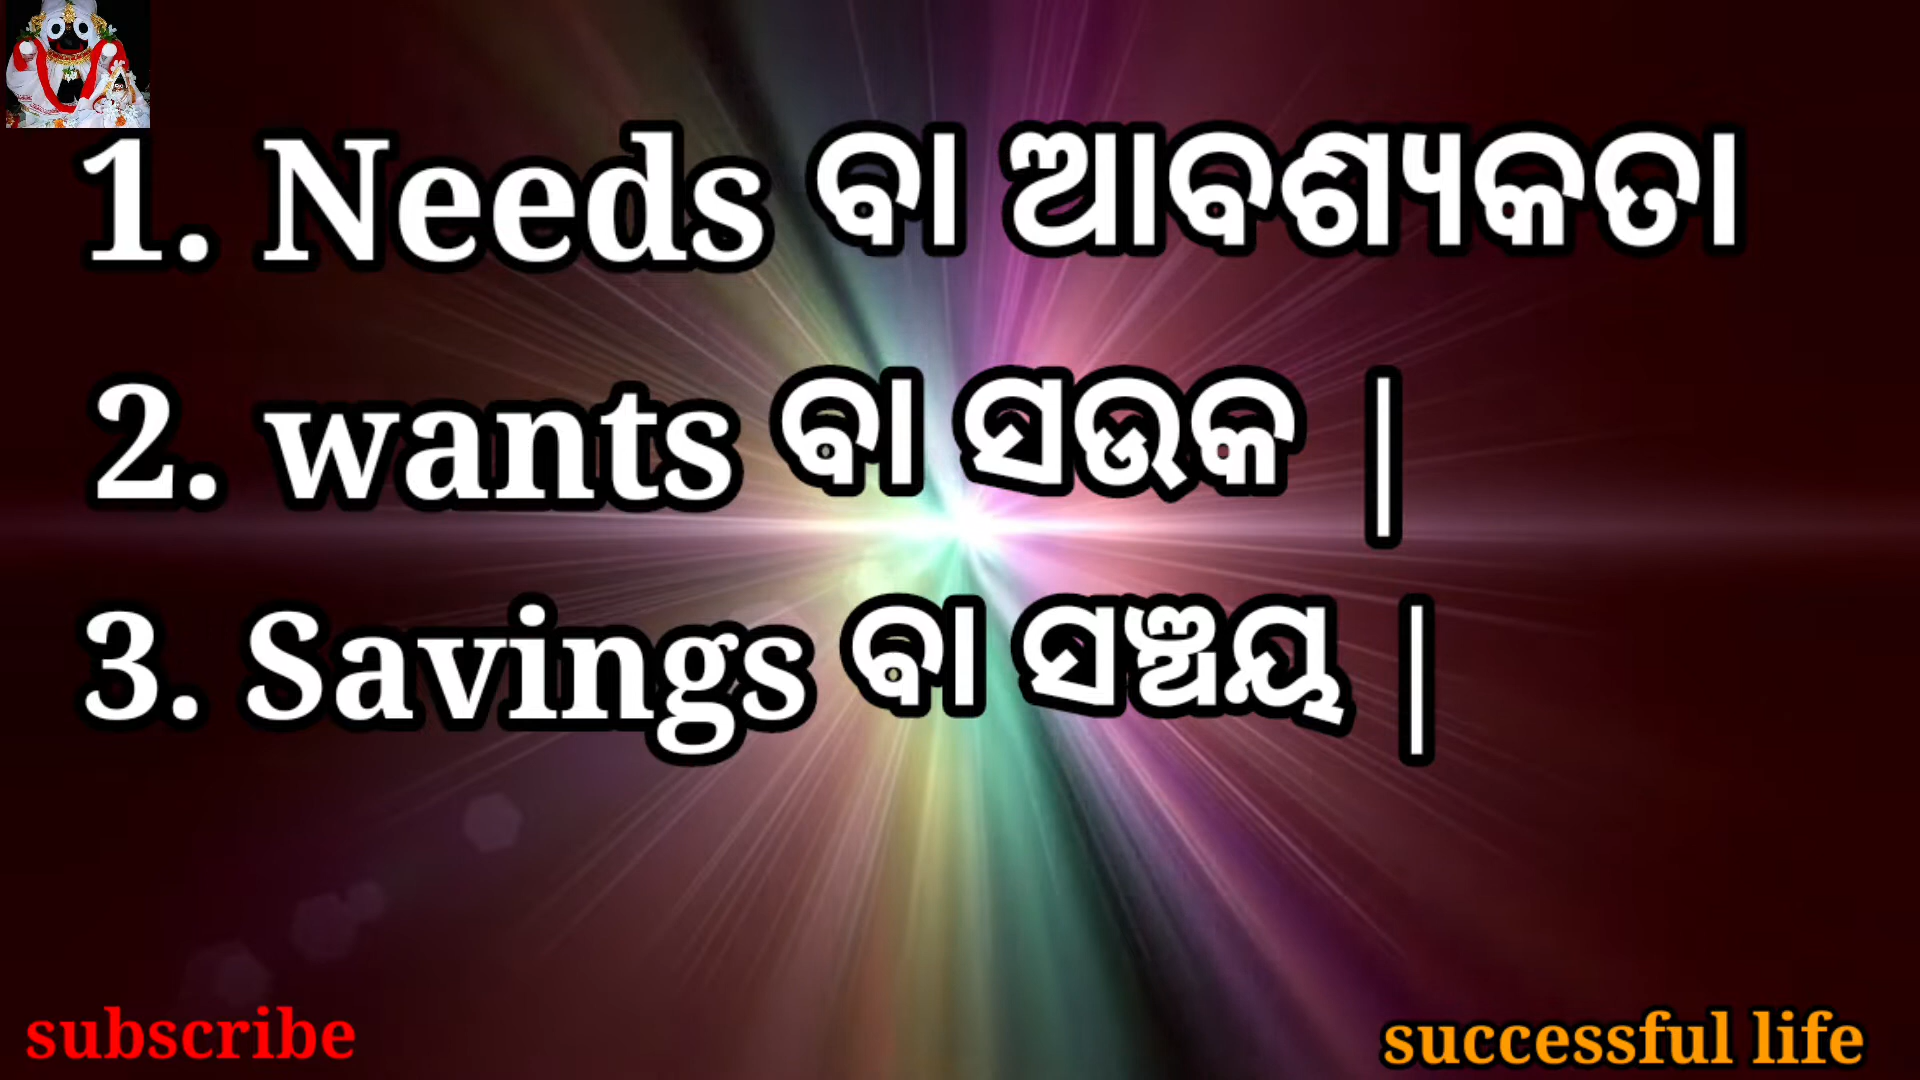 1. Needs ବା ଆବଶ୍ୟକତା
2. wants ବା ସଉକ |
3. Savings ବା ସଞ୍ଚୟ |
subscribe
successful life